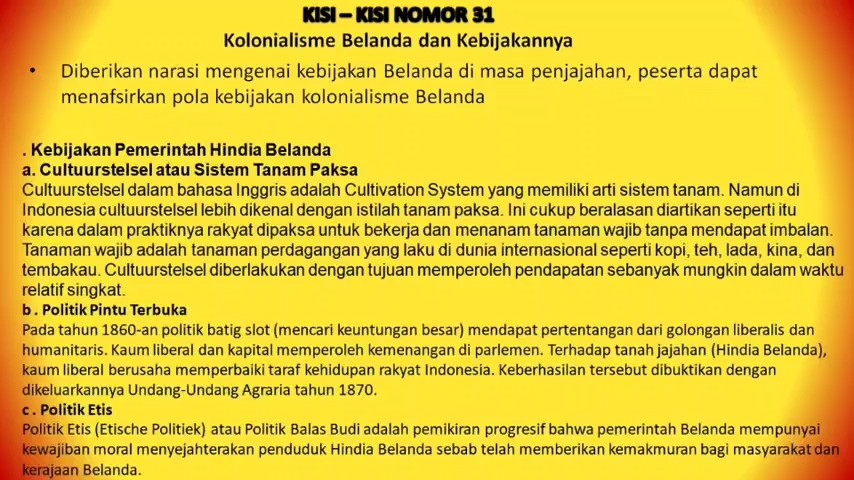 KISI – KISI NOMOR 31
Kolonialisme Belanda dan Kebijakannya
• Diberikan narasi mengenai kebijakan Belanda di masa penjajahan, peserta dapat
menafsirkan pola kebijakan kolonialisme Belanda
. Kebijakan Pemerintah Hindia Belanda
a. Cultuurstelsel atau Sistem Tanam Paksa
Cultuurstelsel dalam bahasa Inggris adalah Cultivation System yang memiliki arti sistem tanam. Namun di
Indonesia cultuurstelsel lebih dikenal dengan istilah tanam paksa. Ini cukup beralasan diartikan seperti itu
karena dalam praktiknya rakyat dipaksa untuk bekerja dan menanam tanaman wajib tanpa mendapat imbalan.
Tanaman wajib adalah tanaman perdagangan yang laku di dunia internasional seperti kopi, teh, lada, kina, dan
tembakau. Cultuurstelsel diberlakukan dengan tujuan memperoleh pendapatan sebanyak mungkin dalam waktu
relatif singkat.
b . Politik Pintu Terbuka
Pada tahun 1860-an politik batig slot (mencari keuntungan besar) mendapat pertentangan dari golongan liberalis dan
humanitaris. Kaum liberal dan kapital memperoleh kemenangan di parlemen. Terhadap tanah jajahan (Hindia Belanda),
kaum liberal berusaha memperbaiki taraf kehidupan rakyat Indonesia. Keberhasilan tersebut dibuktikan dengan
dikeluarkannya Undang-Undang Agraria tahun 1870.
c . Politik Etis
Politik Etis (Etische Politiek) atau Politik Balas Budi adalah pemikiran progresif bahwa pemerintah Belanda mempunyai
kewajiban moral menyejahterakan penduduk Hindia Belanda sebab telah memberikan kemakmuran bagi masyarakat dan
kerajaan Belanda.